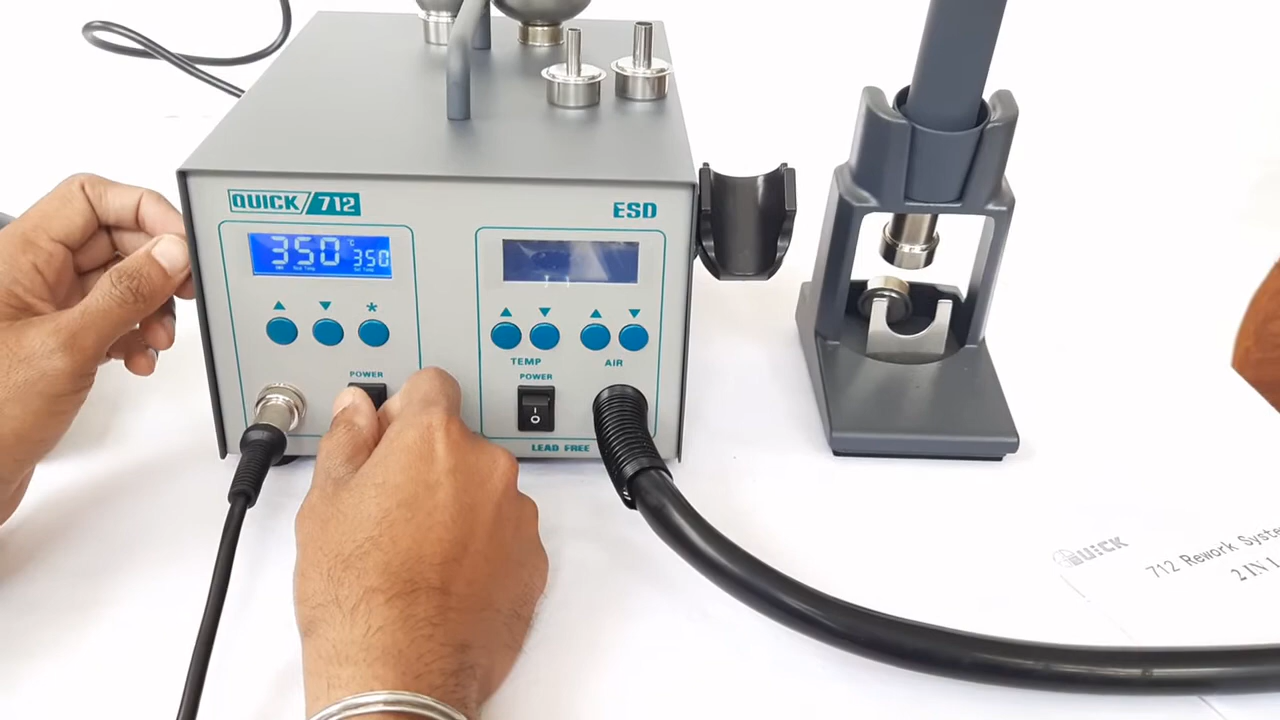 QUICK/712
ESD
350 °C 350
Set Temp
POWER
TEMP
AIR
POWER
LEAD FREE
QUICK
712 Rework Syste
2 IN 1